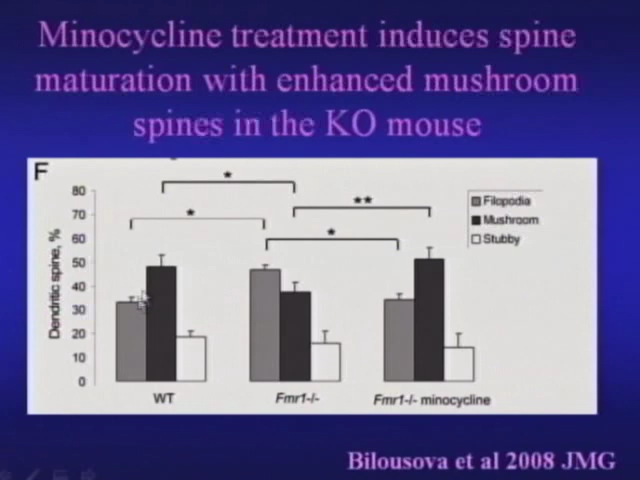 Minocycline treatment induces spine
maturation with enhanced mushroom
spines in the KO mouse
F
Dendritic spine, %
80
70
60
50
40
30
20
10
0
*
*
**
*
Filopodia
Mushroom
Stubby
WT
Fmr1-/-
Fmr1-/- minocycline
Bilousova et al 2008 JMG